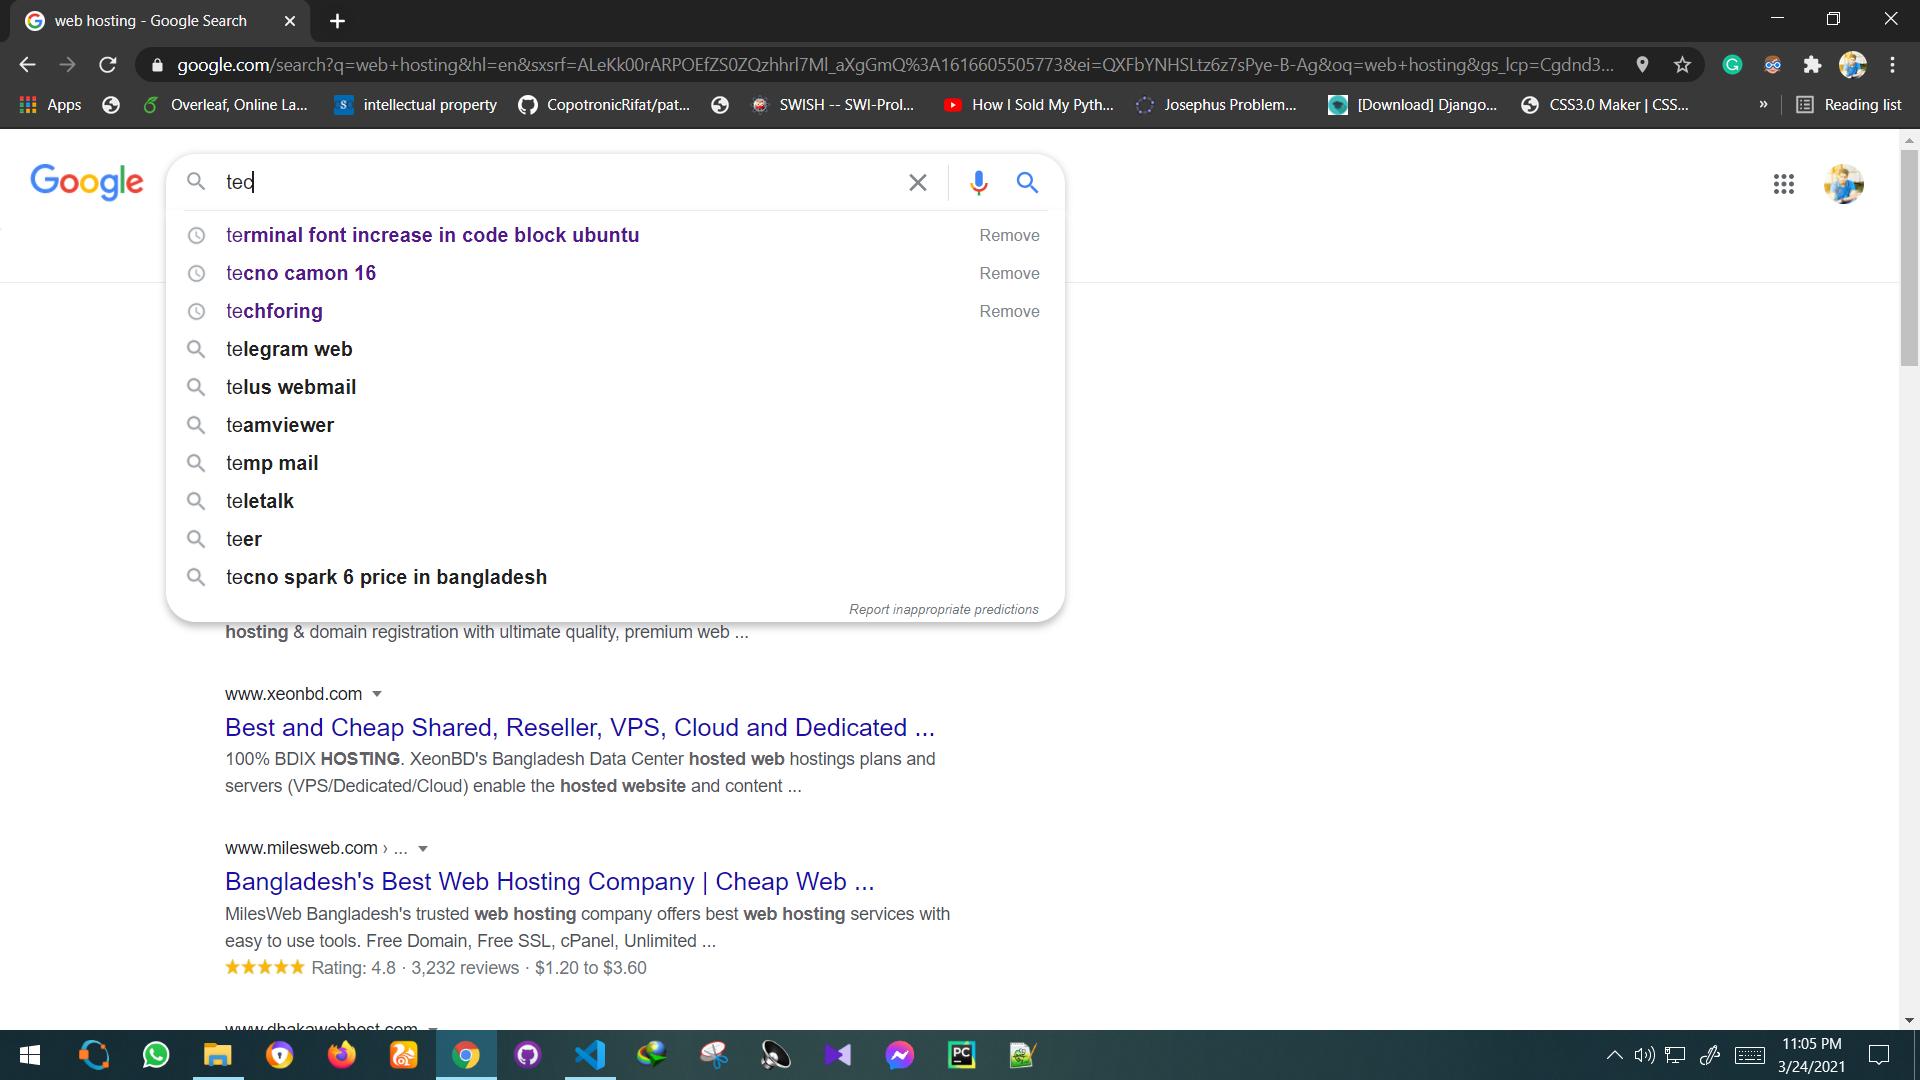 web hosting - Google Search
google.com/search?q=web+hosting&hl=en&sxsrf=ALeKk00rARPOEfZS0ZQzhhrl7Ml_aXgGmQ%3A1616605505773&ei=QXFbYNHSLtz6z7sPye-B-Ag&oq=web+hosting&gs_lcp=Cgdnd3...
Apps Overleaf, Online La... intellectual property CopotronicRifat/pat... SWISH -- SWI-Prol... How I Sold My Pyth... Josephus Problem... [Download] Django... CSS3.0 Maker | CSS... » Reading list
Google tec
terminal font increase in code block ubuntu Remove
tecno camon 16 Remove
techforing Remove
telegram web
telus webmail
teamviewer
temp mail
teletalk
teer
tecno spark 6 price in bangladesh
Report inappropriate predictions
hosting & domain registration with ultimate quality, premium web ...
www.xeonbd.com
Best and Cheap Shared, Reseller, VPS, Cloud and Dedicated ...
100% BDIX HOSTING. XeonBD's Bangladesh Data Center hosted web hostings plans and
servers (VPS/Dedicated/Cloud) enable the hosted website and content ...
www.milesweb.com › ...
Bangladesh's Best Web Hosting Company | Cheap Web ...
MilesWeb Bangladesh's trusted web hosting company offers best web hosting services with
easy to use tools. Free Domain, Free SSL, cPanel, Unlimited ...
Rating: 4.8 · 3,232 reviews · $1.20 to $3.60
www.dhakawebhost.com
PC
11:05 PM
3/24/2021